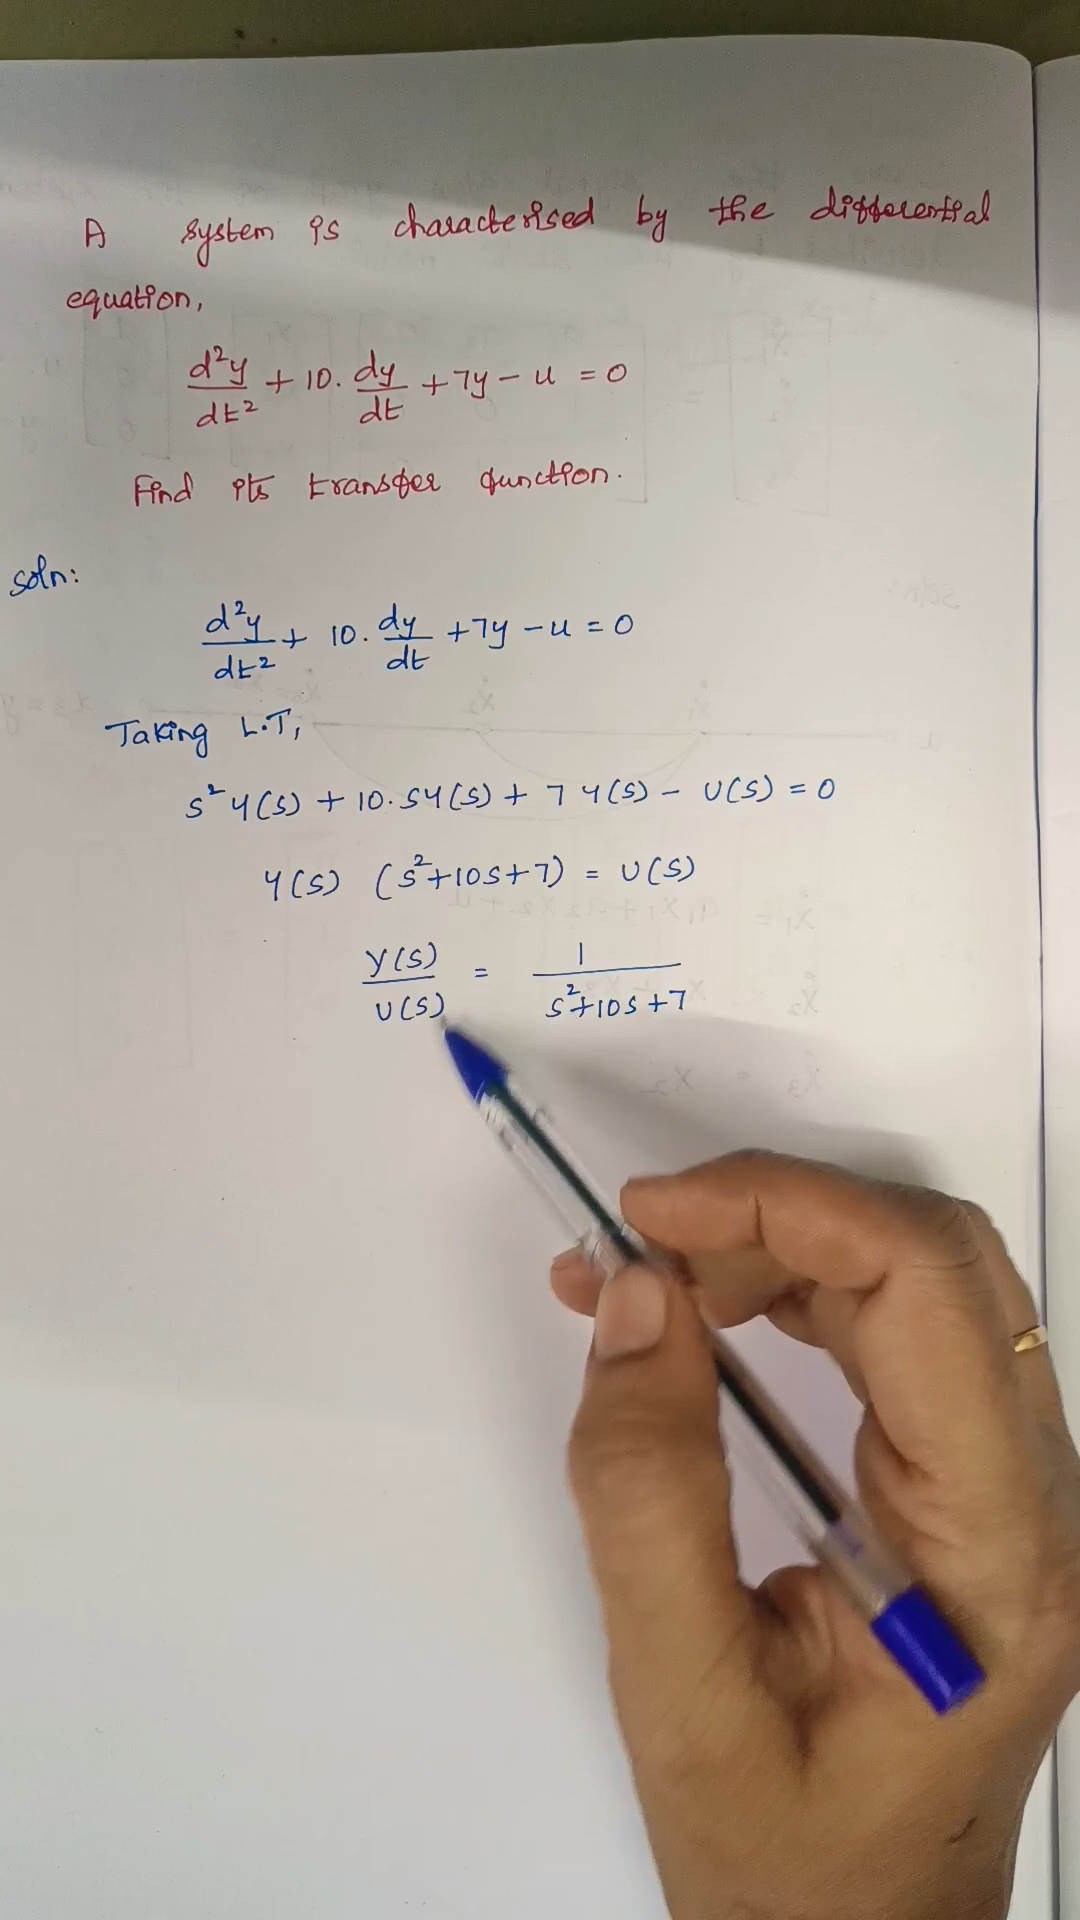 A system is characterised by the differential
equation,
d²y/dt² + 10. dy/dt + 7y - u = 0
Find its transfer function.
Soln:
d²y/dt² + 10. dy/dt + 7y - u = 0
Taking L.T,
s² Y(s) + 10. sY(s) + 7 Y(s) - U(s) = 0
Y(s) (s²+10s+7) = U(s)
Y(s)/U(s) = 1/(s²+10s+7)